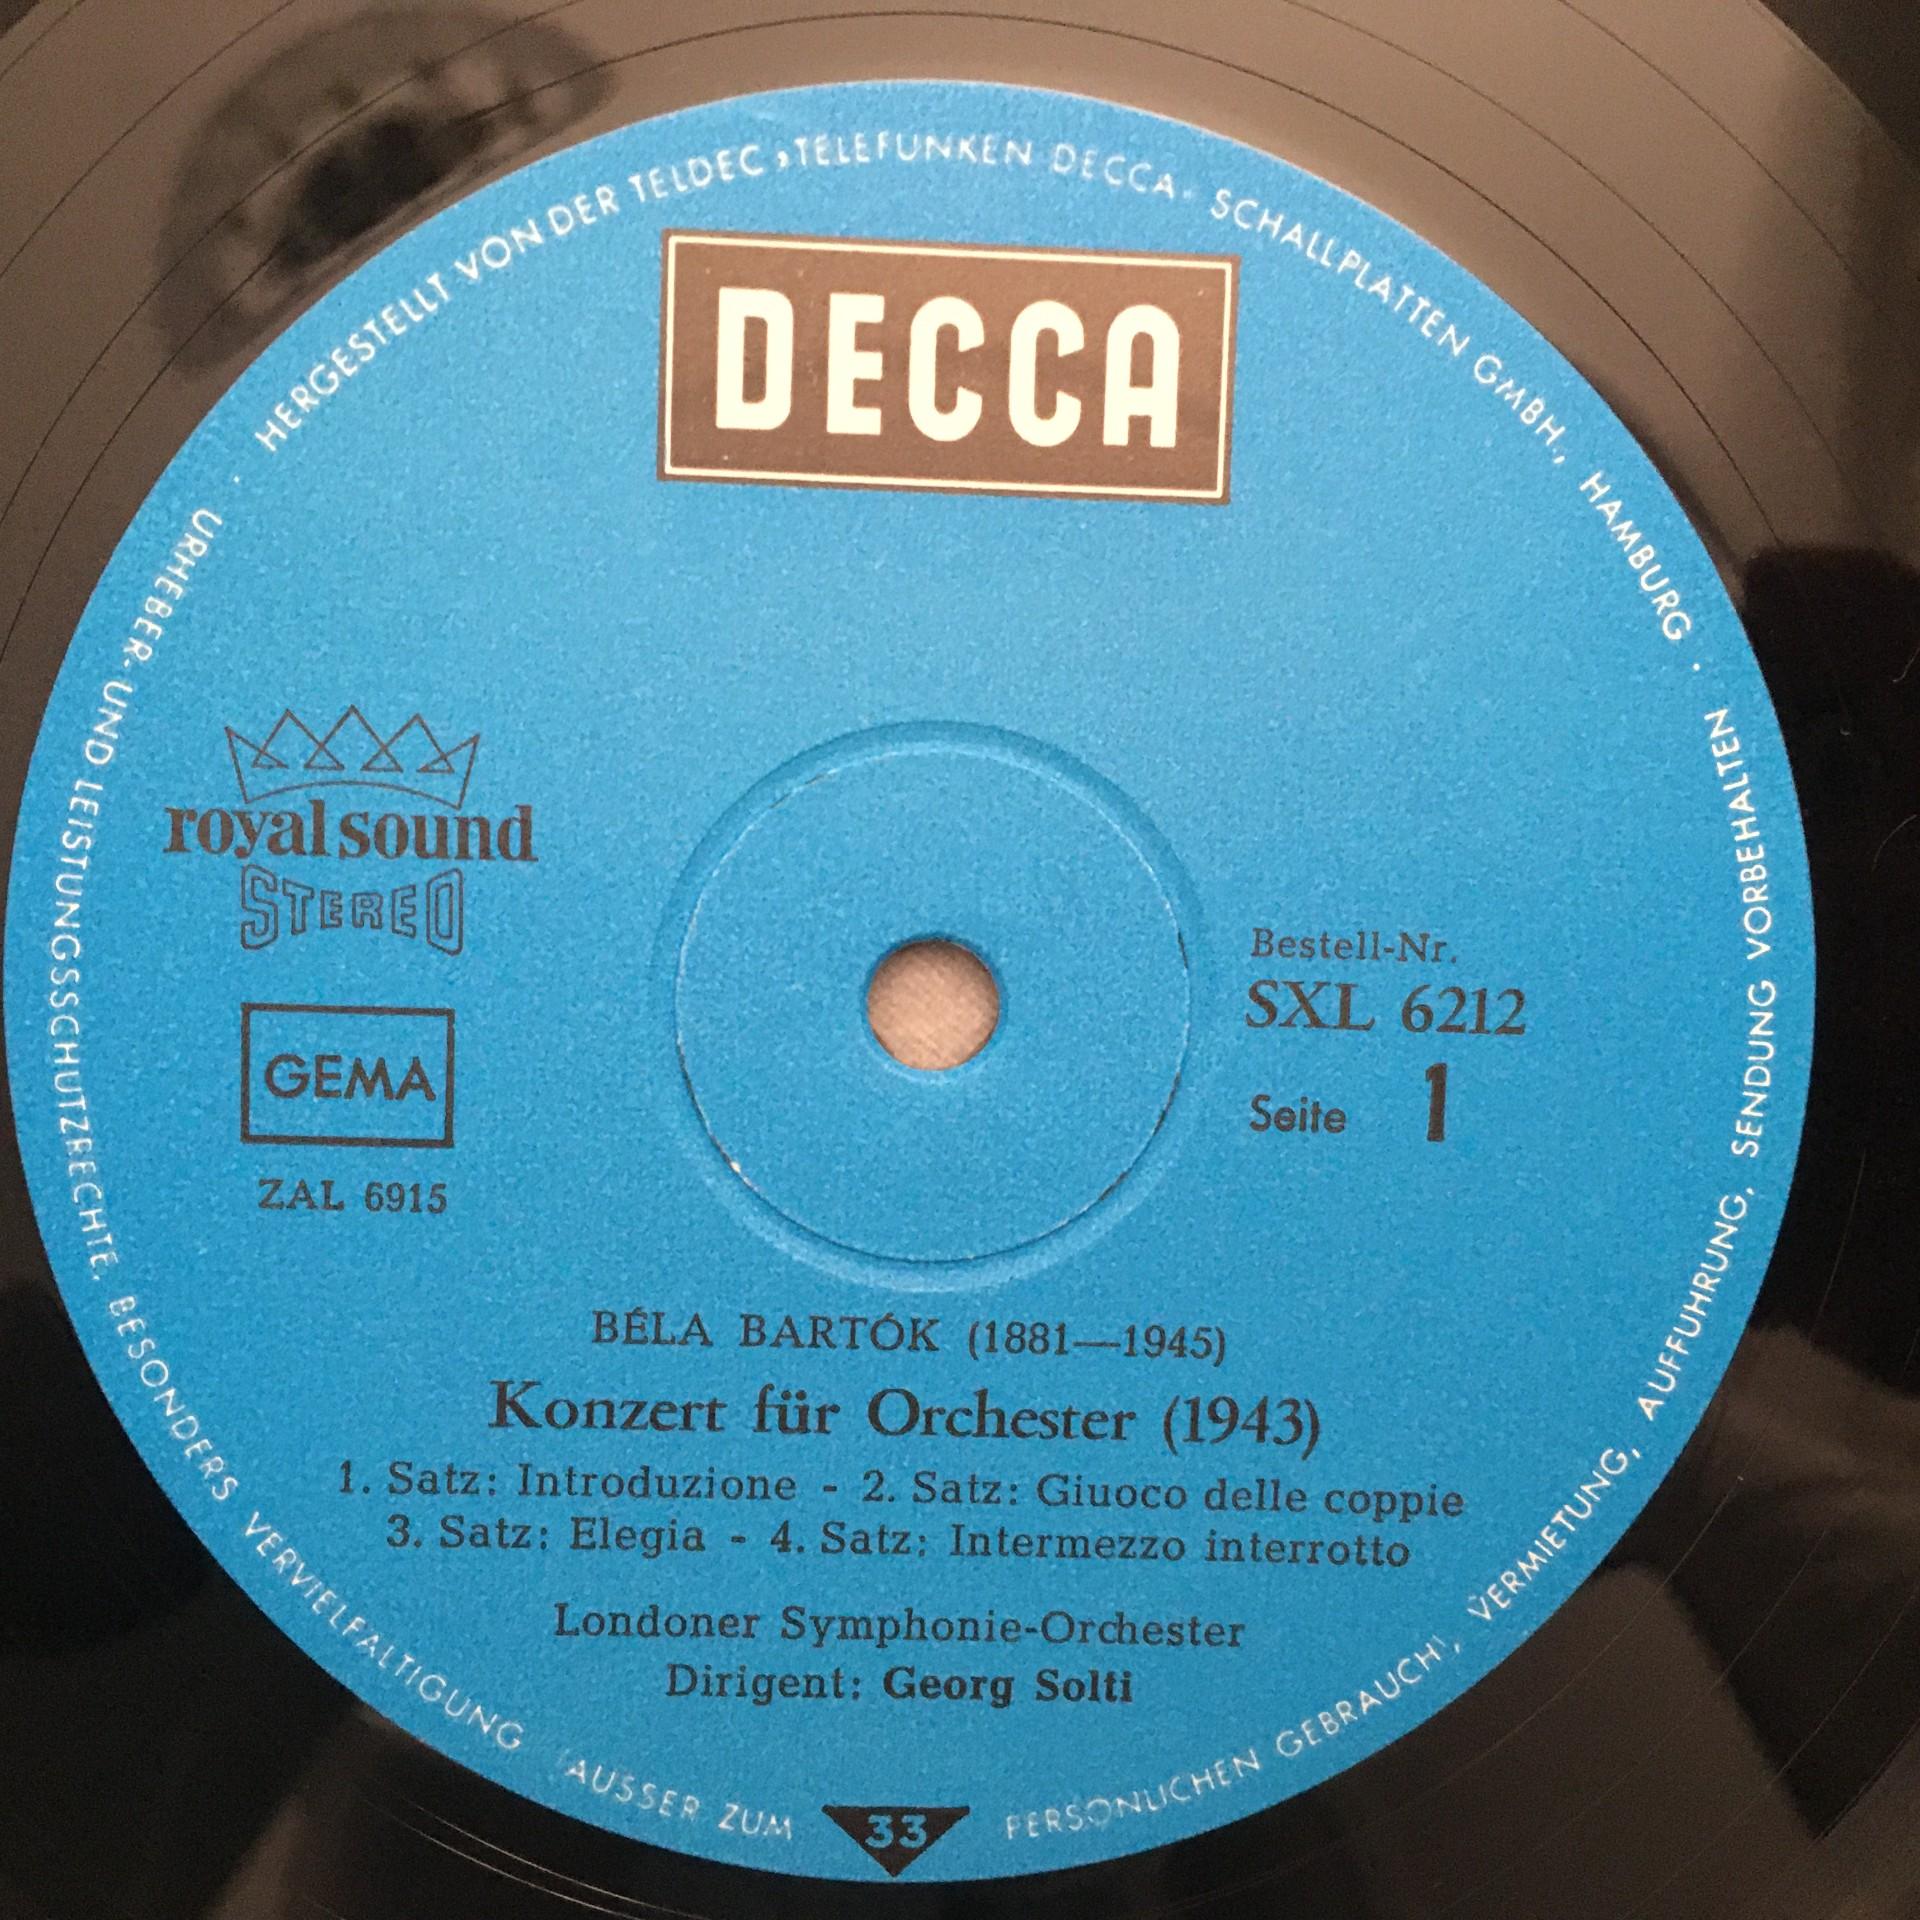 HERGESTELLT VON DER TELDEC »TELEFUNKEN DECCA« SCHALLPLATTEN GMBH., HAMBURG ·
URHEBER- UND LEISTUNGSSCHUTZRECHTE, BESONDERS VERVIELFÄLTIGUNG (AUSSER ZUM PERSÖNLICHEN GEBRAUCH), VERMIETUNG, AUFFÜHRUNG, SENDUNG VORBEHALTEN ·
DECCA
royal sound
STEREO
GEMA
ZAL 6915
Bestell-Nr.
SXL 6212
Seite 1
BÉLA BARTÓK (1881—1945)
Konzert für Orchester (1943)
1. Satz: Introduzione - 2. Satz: Giuoco delle coppie
3. Satz: Elegia - 4. Satz: Intermezzo interrotto
Londoner Symphonie-Orchester
Dirigent: Georg Solti
33